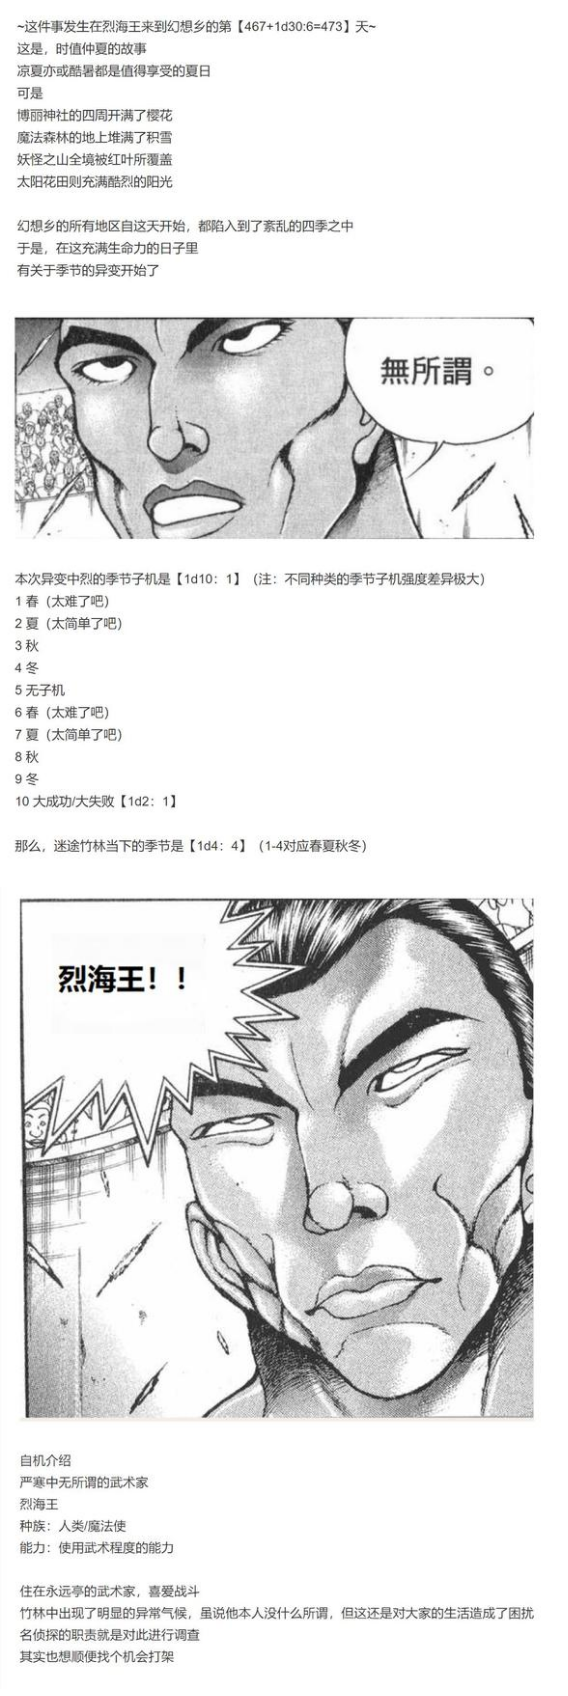 ~这件事发生在烈海王来到幻想乡的第【467+1d30:6=473】天~
这是，时值仲夏的故事
凉夏亦或酷暑都是值得享受的夏日
可是
博丽神社的四周开满了樱花
魔法森林的地上堆满了积雪
妖怪之山全境被红叶所覆盖
太阳花田则充满酷烈的阳光
幻想乡的所有地区自这天开始，都陷入到了紊乱的四季之中
于是，在这充满生命力的日子里
有关于季节的异变开始了
無所謂。
本次异变中烈的季节子机是【1d10：1】（注：不同种类的季节子机强度差异极大）
1 春（太难了吧）
2 夏（太简单了吧）
3 秋
4 冬
5 无子机
6 春（太难了吧）
7 夏（太简单了吧）
8 秋
9 冬
10 大成功/大失败【1d2：1】
那么，迷途竹林当下的季节是【1d4：4】（1-4对应春夏秋冬）
烈海王！！
自机介绍
严寒中无所谓的武术家
烈海王
种族：人类/魔法使
能力：使用武术程度的能力
住在永远亭的武术家，喜爱战斗
竹林中出现了明显的异常气候，虽说他本人没什么所谓，但这还是对大家的生活造成了困扰
名侦探的职责就是对此进行调查
其实也想顺便找个机会打架